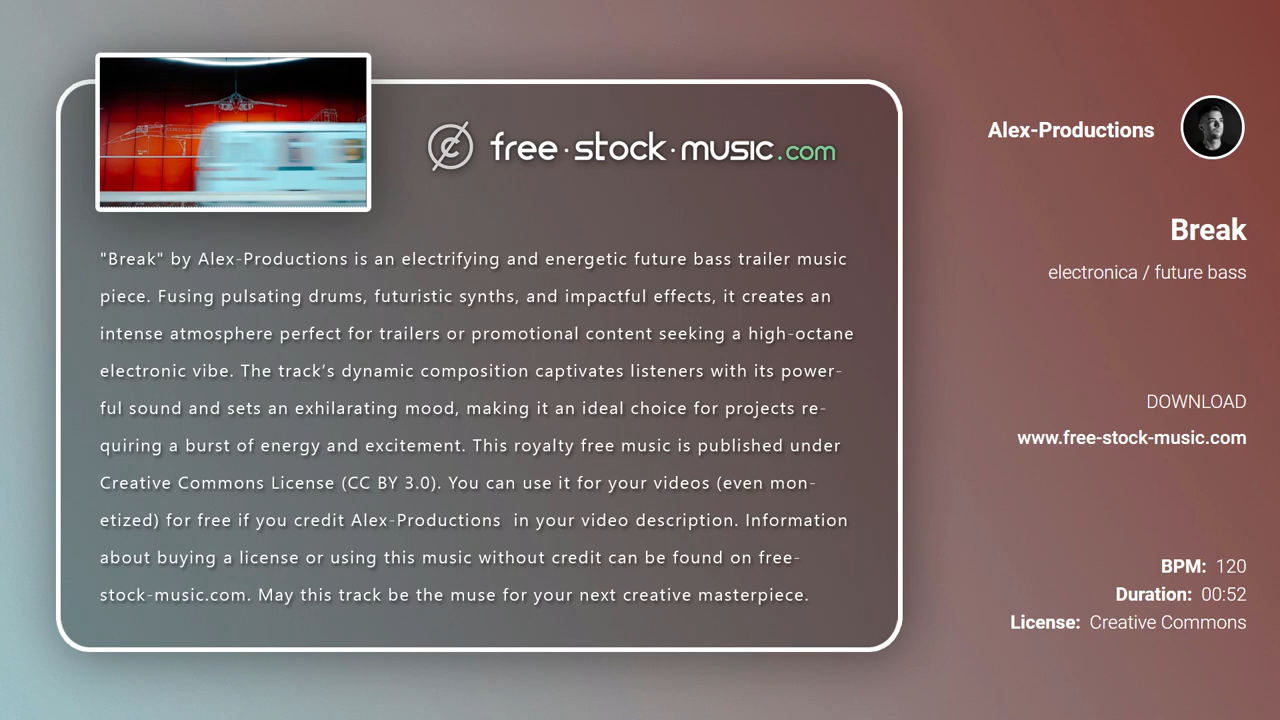 free·stock·music.com
"Break" by Alex-Productions is an electrifying and energetic future bass trailer music
piece. Fusing pulsating drums, futuristic synths, and impactful effects, it creates an
intense atmosphere perfect for trailers or promotional content seeking a high-octane
electronic vibe. The track's dynamic composition captivates listeners with its power-
ful sound and sets an exhilarating mood, making it an ideal choice for projects re-
quiring a burst of energy and excitement. This royalty free music is published under
Creative Commons License (CC BY 3.0). You can use it for your videos (even mon-
etized) for free if you credit Alex-Productions  in your video description. Information
about buying a license or using this music without credit can be found on free-
stock-music.com. May this track be the muse for your next creative masterpiece.
Alex-Productions
Break
electronica / future bass
DOWNLOAD
www.free-stock-music.com
BPM: 120
Duration: 00:52
License: Creative Commons